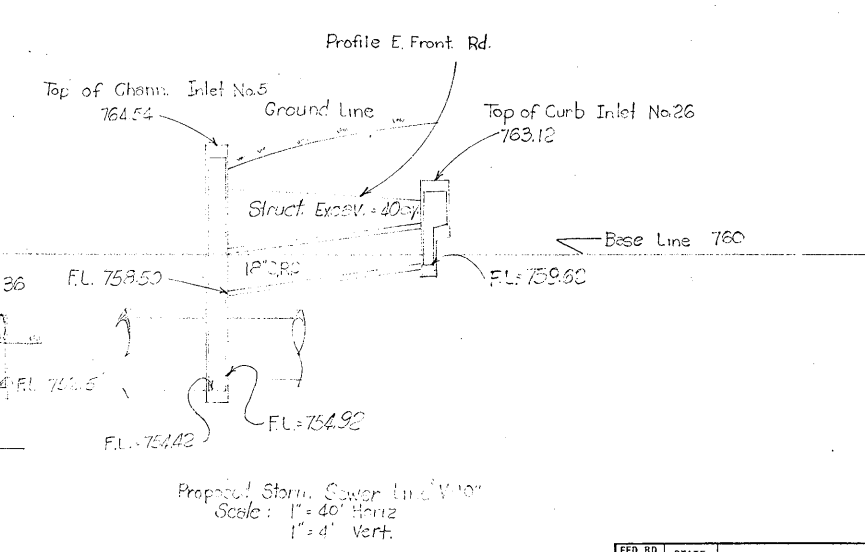 Profile E. Front. Rd.
Top of Chann. Inlet No.5
764.54
Ground Line
Top of Curb Inlet No.26
763.12
Struct. Excav. = 40cy.
Base Line 760
18"
F.L. 758.50
36
F.L.= 759.60
F.L.
F.L.= 754.92
F.L.= 754.42
Proposed Storm Sewer Line
Scale: 1" = 40' Horiz
1" = 4' Vert.
FED. RD.